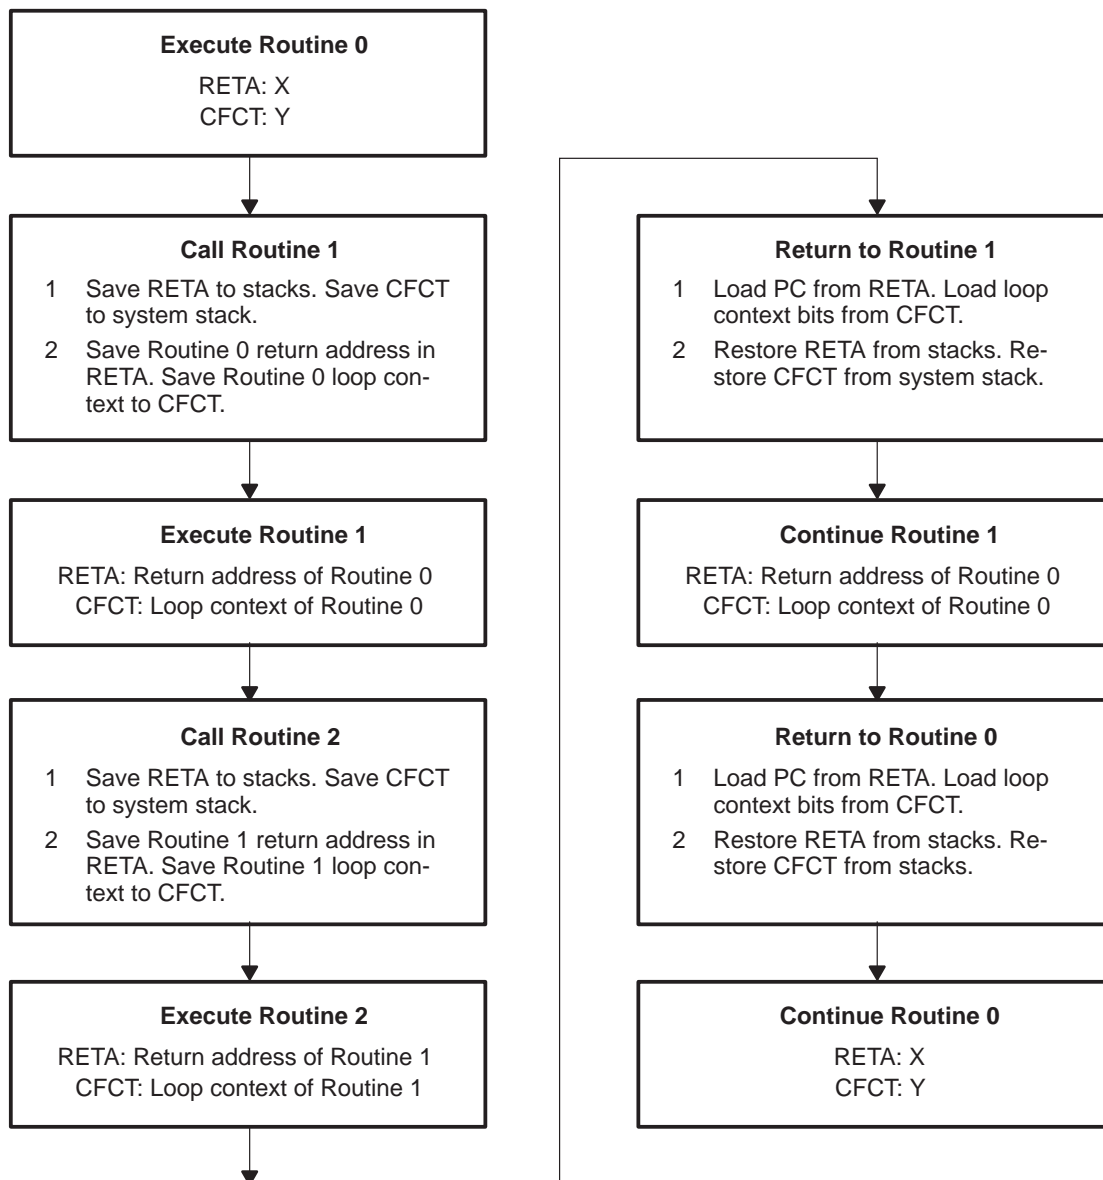 Execute Routine 0
RETA: X
CFCT: Y
Call Routine 1
1 Save RETA to stacks. Save CFCT
to system stack.
2 Save Routine 0 return address in
RETA. Save Routine 0 loop con-
text to CFCT.
Execute Routine 1
RETA: Return address of Routine 0
CFCT: Loop context of Routine 0
Call Routine 2
1 Save RETA to stacks. Save CFCT
to system stack.
2 Save Routine 1 return address in
RETA. Save Routine 1 loop con-
text to CFCT.
Execute Routine 2
RETA: Return address of Routine 1
CFCT: Loop context of Routine 1
Return to Routine 1
1 Load PC from RETA. Load loop
context bits from CFCT.
2 Restore RETA from stacks. Re-
store CFCT from system stack.
Continue Routine 1
RETA: Return address of Routine 0
CFCT: Loop context of Routine 0
Return to Routine 0
1 Load PC from RETA. Load loop
context bits from CFCT.
2 Restore RETA from stacks. Re-
store CFCT from stacks.
Continue Routine 0
RETA: X
CFCT: Y